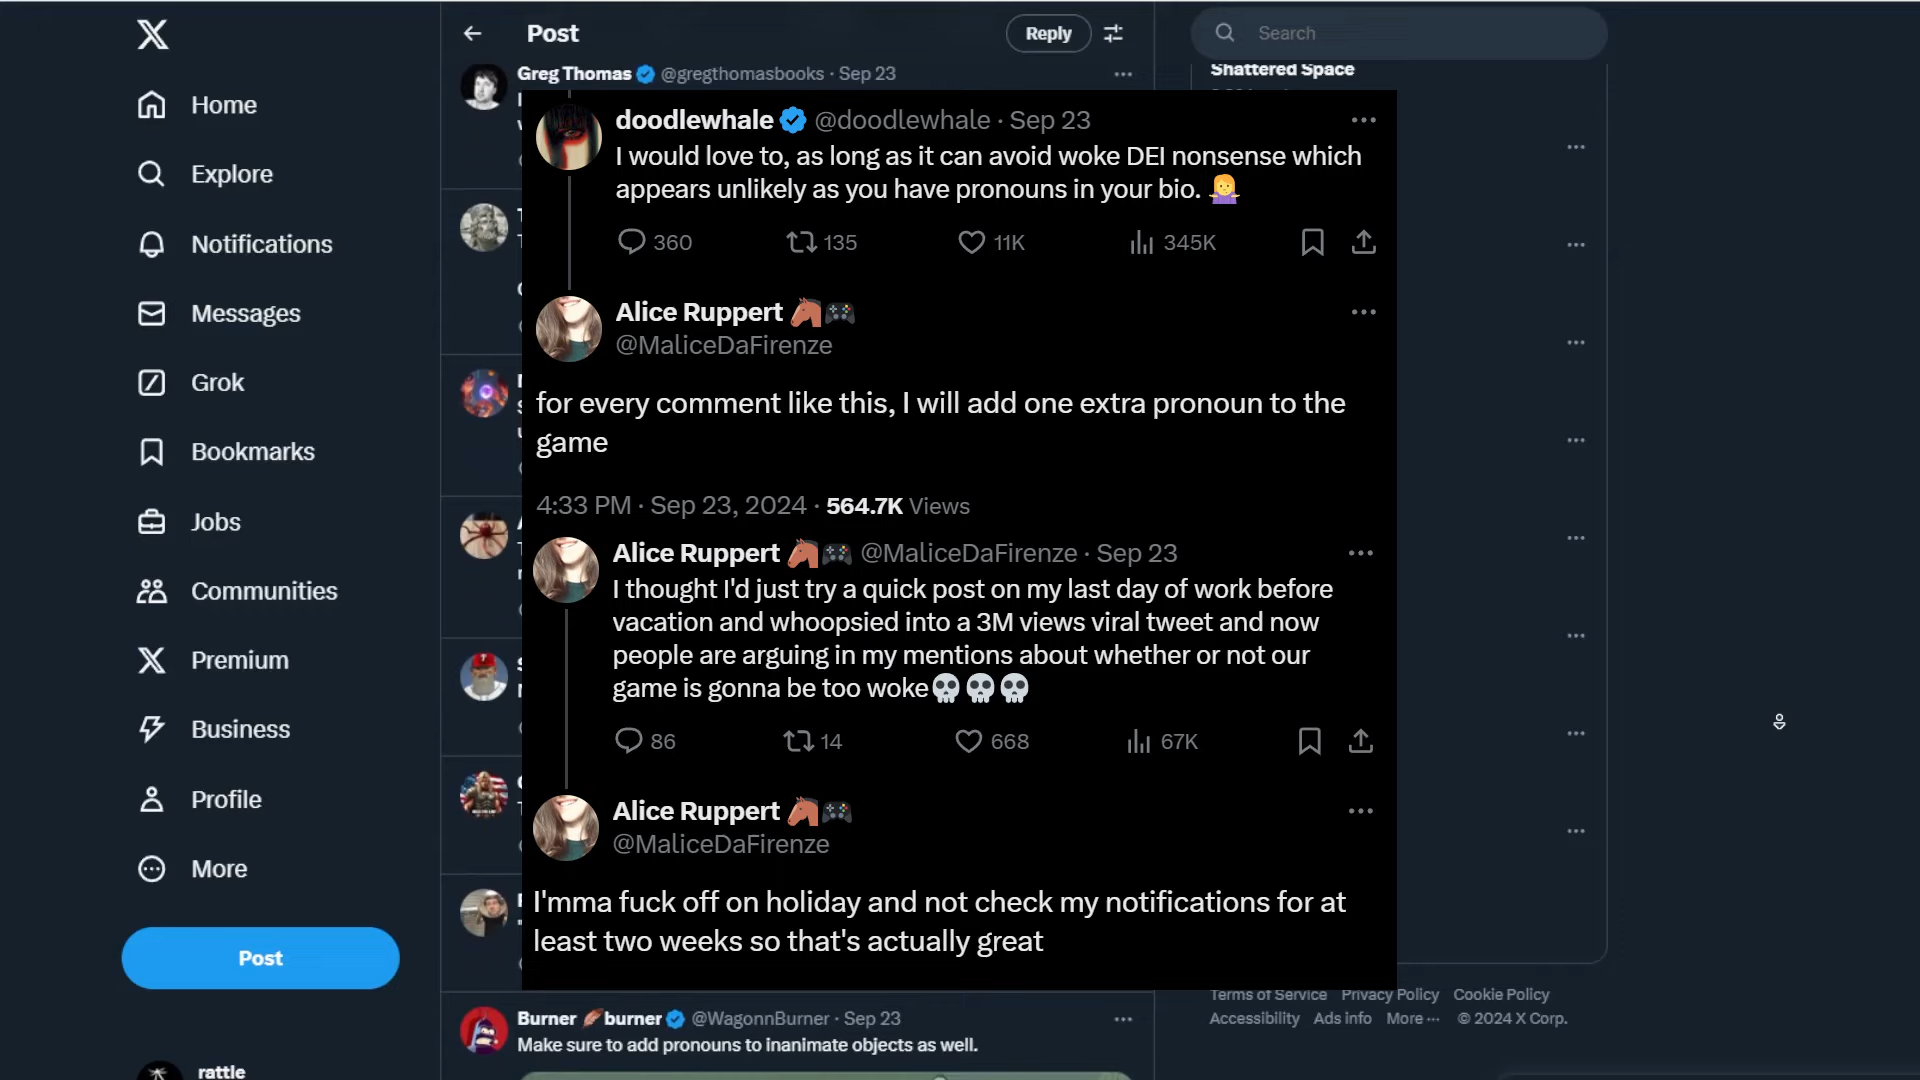 Home
Explore
Notifications
Messages
Grok
Bookmarks
Jobs
Communities
Premium
Business
Profile
More
Post
rattle
Post
Reply
Greg Thomas @gregthomasbooks · Sep 23
doodlewhale @doodlewhale · Sep 23
I would love to, as long as it can avoid woke DEI nonsense which
appears unlikely as you have pronouns in your bio. 🤷‍♀️
360 135 11K 345K
Alice Ruppert 🐴🎮
@MaliceDaFirenze
for every comment like this, I will add one extra pronoun to the
game
4:33 PM · Sep 23, 2024 · 564.7K Views
Alice Ruppert 🐴🎮 @MaliceDaFirenze · Sep 23
I thought I'd just try a quick post on my last day of work before
vacation and whoopsied into a 3M views viral tweet and now
people are arguing in my mentions about whether or not our
game is gonna be too woke💀💀💀
86 14 668 67K
Alice Ruppert 🐴🎮
@MaliceDaFirenze
I'mma fuck off on holiday and not check my notifications for at
least two weeks so that's actually great
Burner 🪶burner @WagonnBurner · Sep 23
Make sure to add pronouns to inanimate objects as well.
Search
Shattered Space
Terms of Service Privacy Policy Cookie Policy
Accessibility Ads info More ··· © 2024 X Corp.